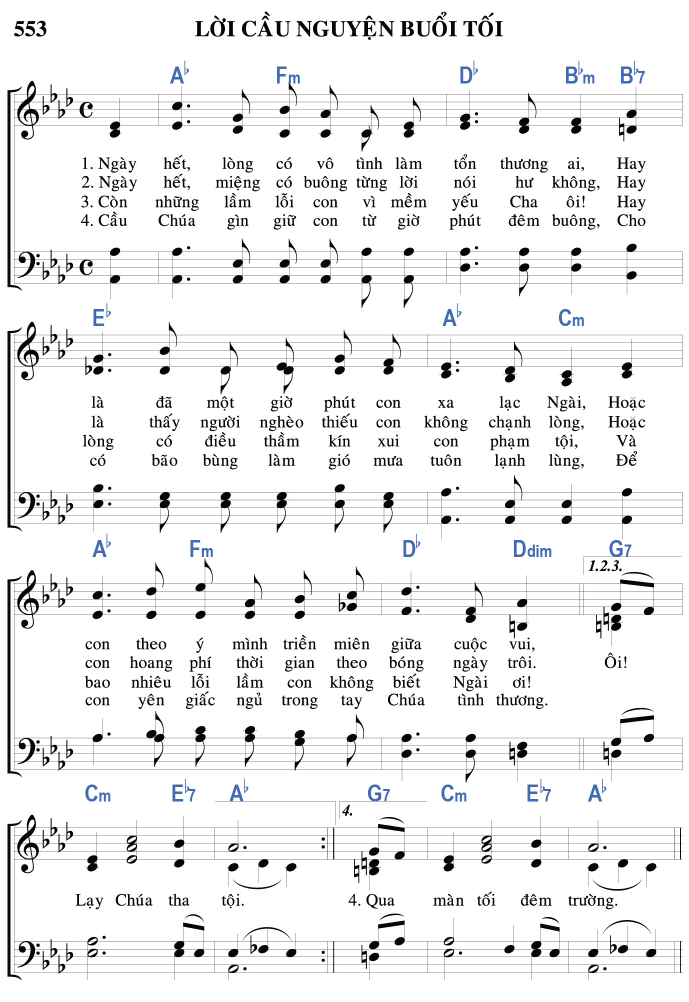 553 LỜI CẦU NGUYỆN BUỔI TỐI
A♭ Fm D♭ B♭m B♭7
1. Ngày hết, lòng có vô tình làm tổn thương ai, Hay
2. Ngày hết, miệng có buông từng lời nói hư không, Hay
3. Còn những lầm lỗi con vì mềm yếu Cha ôi! Hay
4. Cầu Chúa gìn giữ con từ giờ phút đêm buông, Cho
E♭ A♭ Cm
là đã một giờ phút con xa lạc Ngài, Hoặc
là thấy người nghèo thiếu con không chạnh lòng, Hoặc
lòng có điều thầm kín xui con phạm tội, Và
có bão bùng làm gió mưa tuôn lạnh lùng, Để
A♭ Fm D♭ Ddim G7
1.2.3.
con theo ý mình triền miên giữa cuộc vui,
con hoang phí thời gian theo bóng ngày trôi. Ôi!
bao nhiêu lỗi lầm con không biết Ngài ơi!
con yên giấc ngủ trong tay Chúa tình thương.
Cm E♭7 A♭ G7 Cm E♭7 A♭
4.
Lạy Chúa tha tội. 4. Qua màn tối đêm trường.